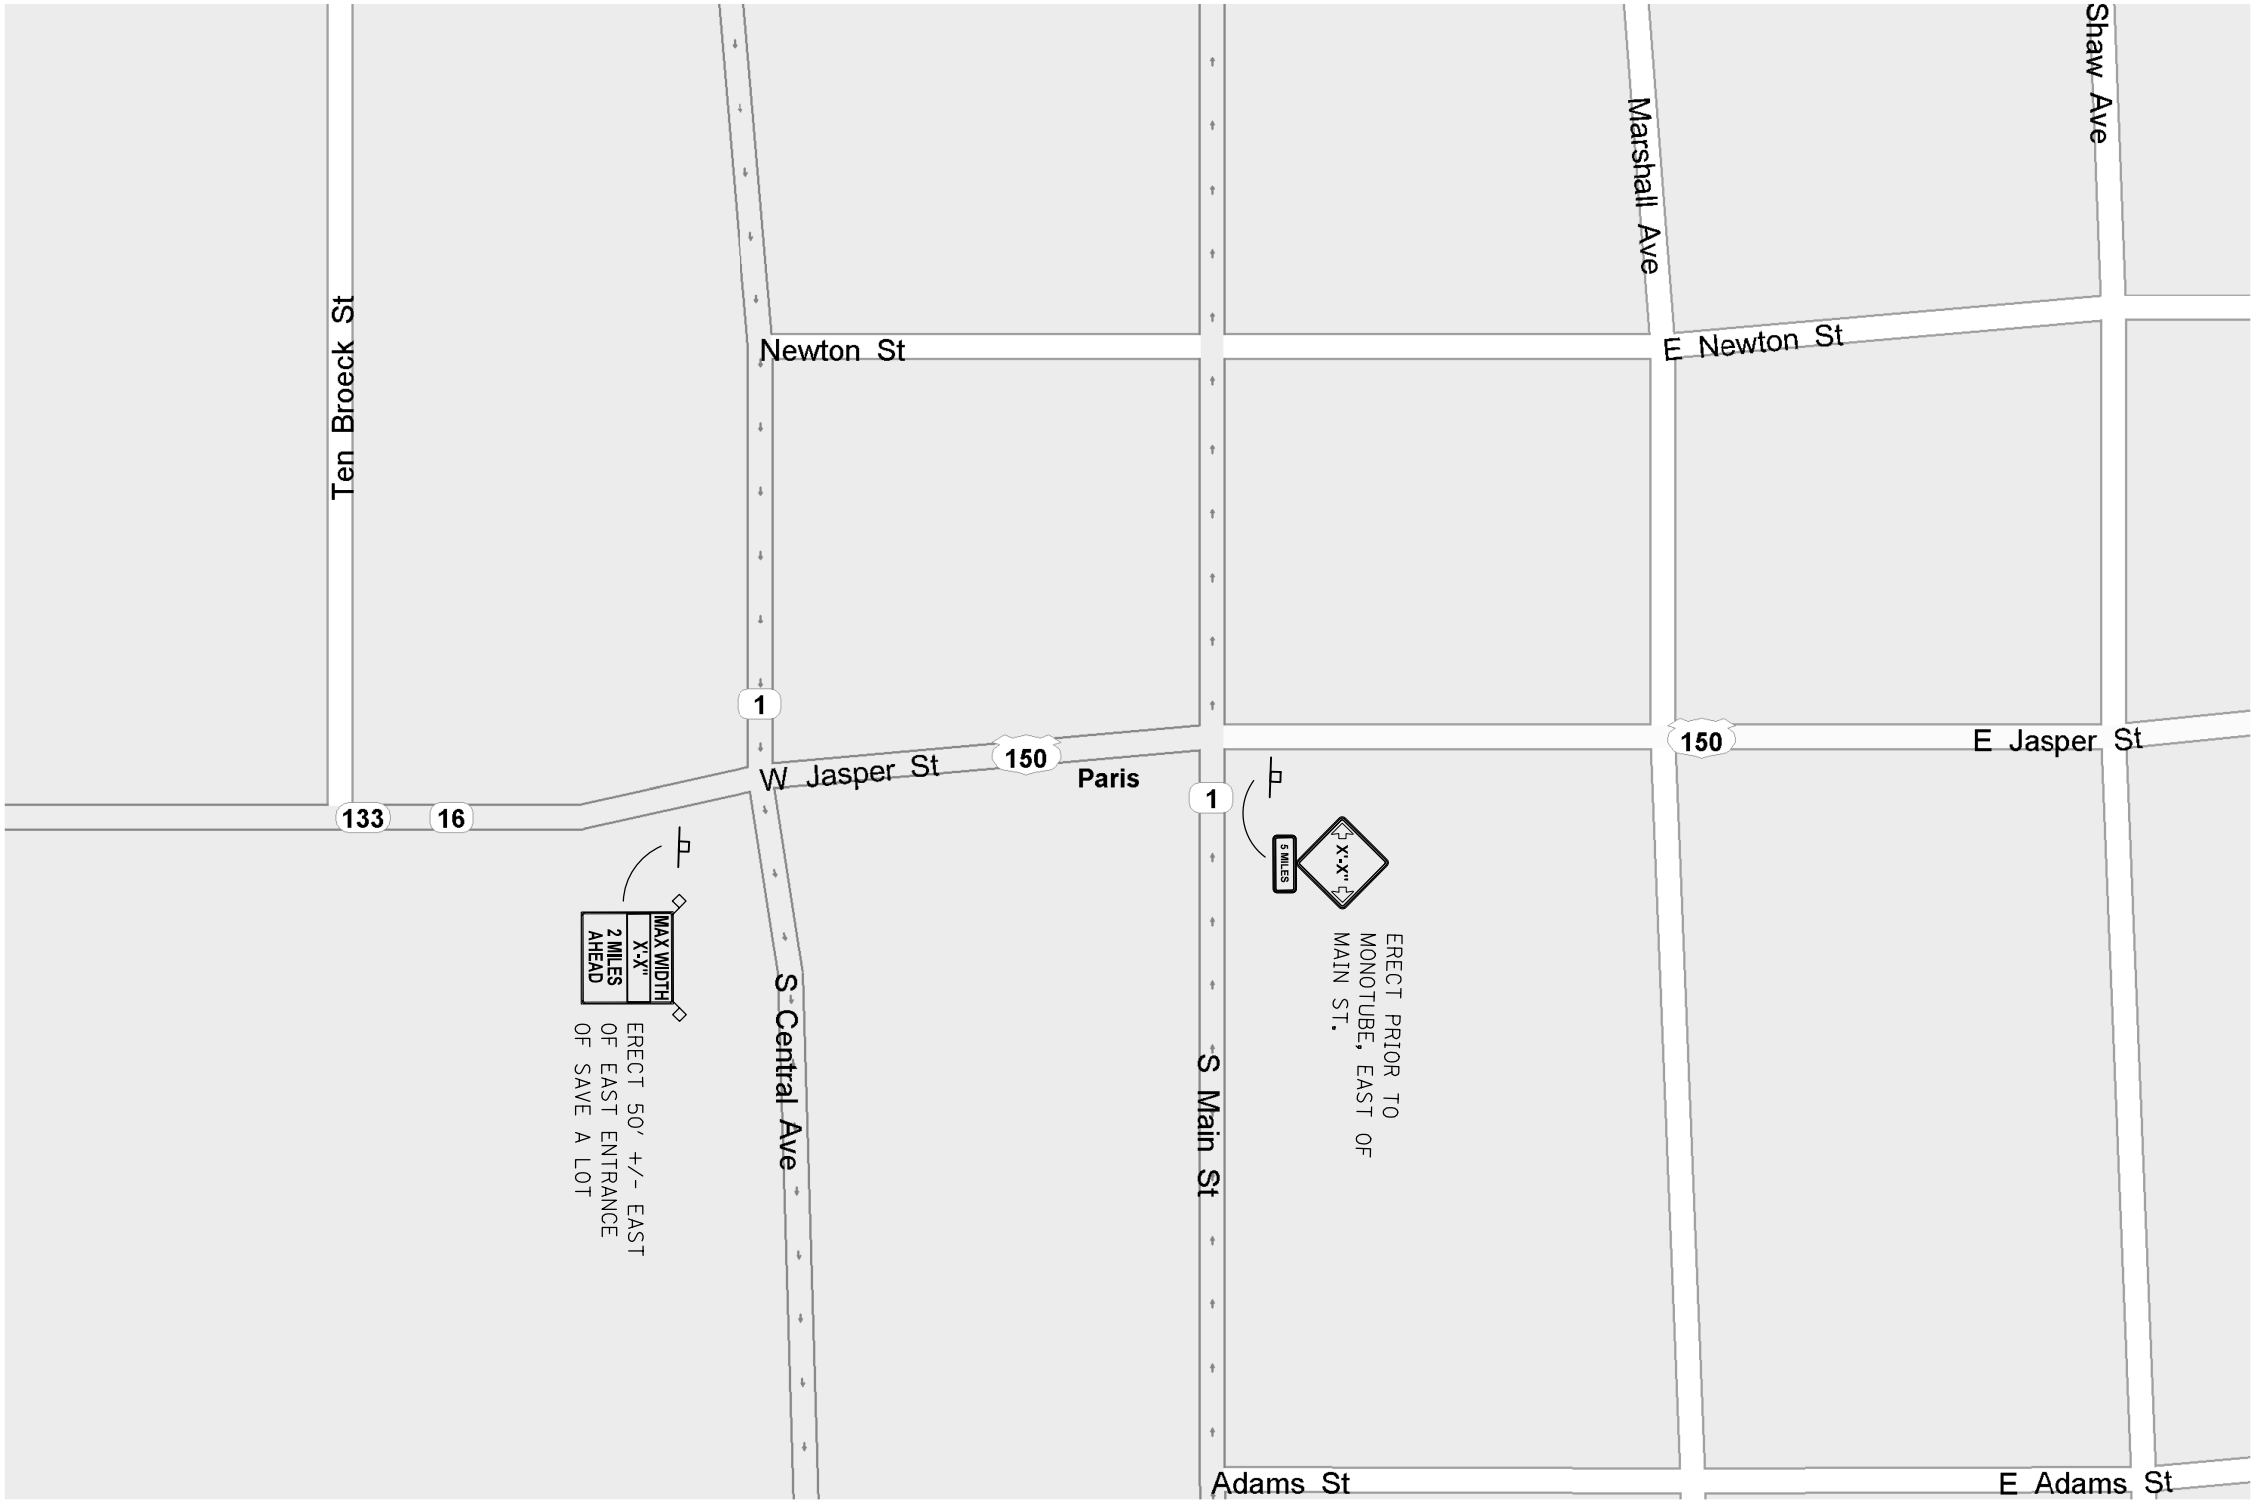 Shaw Ave
Marshall Ave
Ten Broeck St
Newton St
E Newton St
1
W Jasper St
150
Paris
150
E Jasper St
133
16
1
X'-X"
5 MILES
ERECT PRIOR TO
MONOTUBE, EAST OF
MAIN ST.
MAX WIDTH
X'-X"
2 MILES
AHEAD
ERECT 50' +/- EAST
OF EAST ENTRANCE
OF SAVE A LOT
S Central Ave
S Main St
Adams St
E Adams St